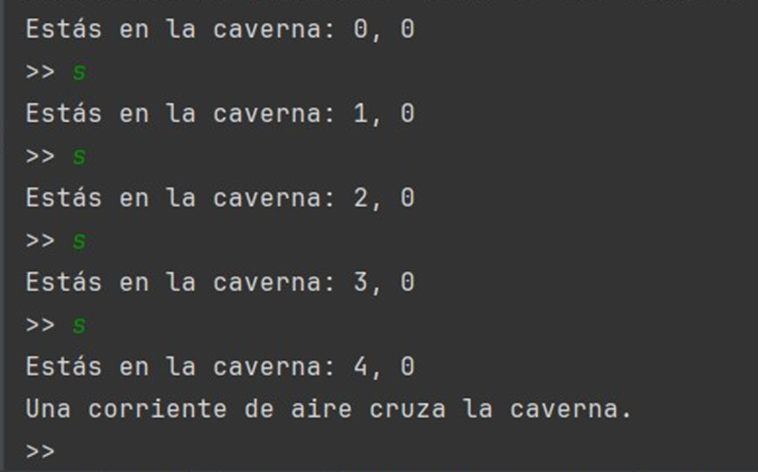 Estás en la caverna: 0, 0
>> s
Estás en la caverna: 1, 0
>> s
Estás en la caverna: 2, 0
>> s
Estás en la caverna: 3, 0
>> s
Estás en la caverna: 4, 0
Una corriente de aire cruza la caverna.
>>